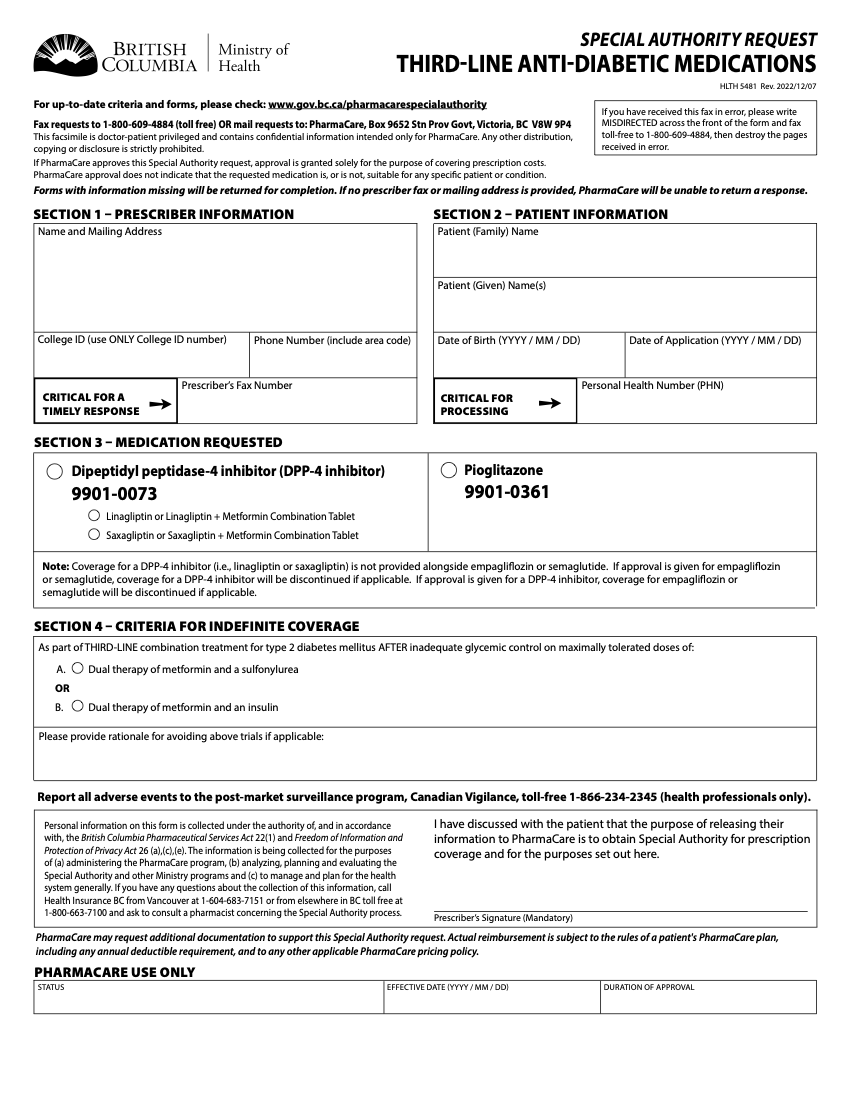 BRITISH
COLUMBIA
Ministry of
Health
SPECIAL AUTHORITY REQUEST
THIRD-LINE ANTI-DIABETIC MEDICATIONS
HLTH 5481 Rev. 2022/12/07
For up-to-date criteria and forms, please check: www.gov.bc.ca/pharmacarespecialauthority
Fax requests to 1-800-609-4884 (toll free) OR mail requests to: PharmaCare, Box 9652 Stn Prov Govt, Victoria, BC V8W 9P4
This facsimile is doctor-patient privileged and contains confidential information intended only for PharmaCare. Any other distribution,
copying or disclosure is strictly prohibited.
If PharmaCare approves this Special Authority request, approval is granted solely for the purpose of covering prescription costs.
PharmaCare approval does not indicate that the requested medication is, or is not, suitable for any specific patient or condition.
If you have received this fax in error, please write
MISDIRECTED across the front of the form and fax
toll-free to 1-800-609-4884, then destroy the pages
received in error.
Forms with information missing will be returned for completion. If no prescriber fax or mailing address is provided, PharmaCare will be unable to return a response.
SECTION 1 – PRESCRIBER INFORMATION
Name and Mailing Address
College ID (use ONLY College ID number)
Phone Number (include area code)
CRITICAL FOR A
TIMELY RESPONSE
Prescriber's Fax Number
SECTION 2 – PATIENT INFORMATION
Patient (Family) Name
Patient (Given) Name(s)
Date of Birth (YYYY / MM / DD)
Date of Application (YYYY / MM / DD)
CRITICAL FOR
PROCESSING
Personal Health Number (PHN)
SECTION 3 – MEDICATION REQUESTED
Dipeptidyl peptidase-4 inhibitor (DPP-4 inhibitor)
9901-0073
Linagliptin or Linagliptin + Metformin Combination Tablet
Saxagliptin or Saxagliptin + Metformin Combination Tablet
Pioglitazone
9901-0361
Note: Coverage for a DPP-4 inhibitor (i.e., linagliptin or saxagliptin) is not provided alongside empagliflozin or semaglutide. If approval is given for empagliflozin
or semaglutide, coverage for a DPP-4 inhibitor will be discontinued if applicable. If approval is given for a DPP-4 inhibitor, coverage for empagliflozin or
semaglutide will be discontinued if applicable.
SECTION 4 – CRITERIA FOR INDEFINITE COVERAGE
As part of THIRD-LINE combination treatment for type 2 diabetes mellitus AFTER inadequate glycemic control on maximally tolerated doses of:
A. Dual therapy of metformin and a sulfonylurea
OR
B. Dual therapy of metformin and an insulin
Please provide rationale for avoiding above trials if applicable:
Report all adverse events to the post-market surveillance program, Canadian Vigilance, toll-free 1-866-234-2345 (health professionals only).
Personal information on this form is collected under the authority of, and in accordance
with, the British Columbia Pharmaceutical Services Act 22(1) and Freedom of Information and
Protection of Privacy Act 26 (a),(c),(e). The information is being collected for the purposes
of (a) administering the PharmaCare program, (b) analyzing, planning and evaluating the
Special Authority and other Ministry programs and (c) to manage and plan for the health
system generally. If you have any questions about the collection of this information, call
Health Insurance BC from Vancouver at 1-604-683-7151 or from elsewhere in BC toll free at
1-800-663-7100 and ask to consult a pharmacist concerning the Special Authority process.
I have discussed with the patient that the purpose of releasing their
information to PharmaCare is to obtain Special Authority for prescription
coverage and for the purposes set out here.
Prescriber's Signature (Mandatory)
PharmaCare may request additional documentation to support this Special Authority request. Actual reimbursement is subject to the rules of a patient's PharmaCare plan,
including any annual deductible requirement, and to any other applicable PharmaCare pricing policy.
PHARMACARE USE ONLY
STATUS
EFFECTIVE DATE (YYYY / MM / DD)
DURATION OF APPROVAL